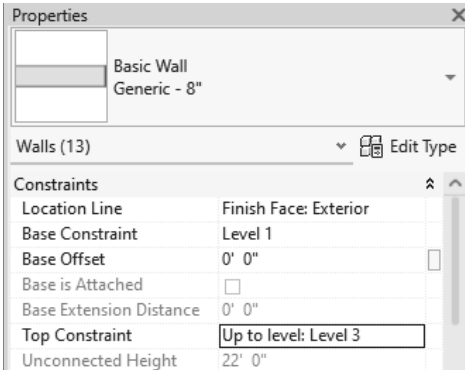 Properties
Basic Wall
Generic - 8"
Walls (13)
Edit Type
Constraints
Location Line Finish Face: Exterior
Base Constraint Level 1
Base Offset 0' 0"
Base is Attached
Base Extension Distance 0' 0"
Top Constraint Up to level: Level 3
Unconnected Height 22' 0"